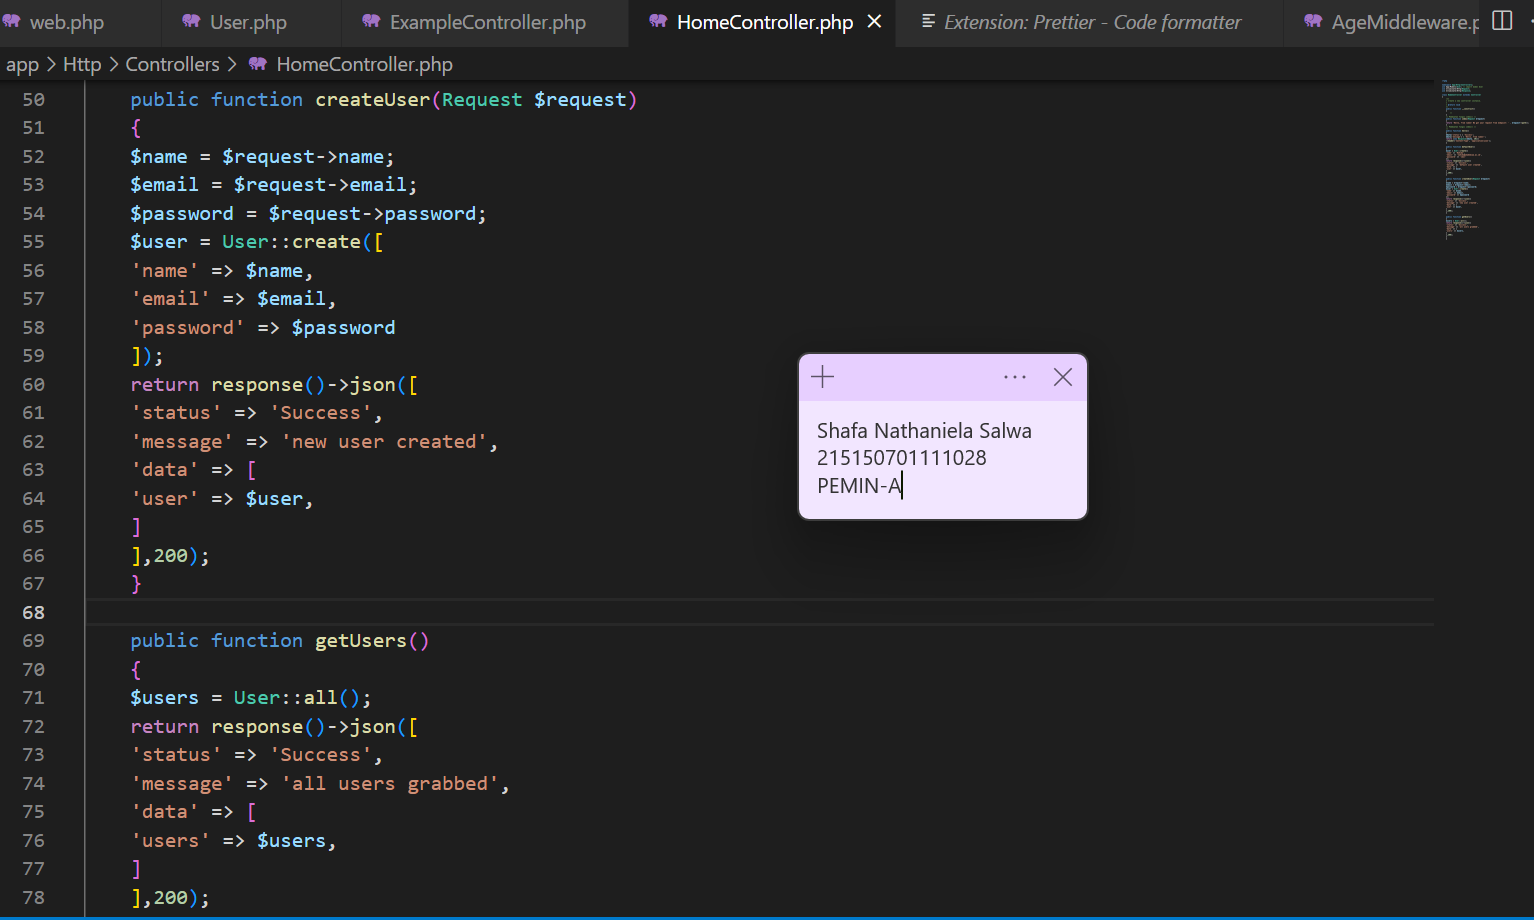 web.php
User.php
ExampleController.php
HomeController.php
Extension: Prettier - Code formatter
AgeMiddleware.p
app > Http > Controllers > HomeController.php
50 public function createUser(Request $request)
51 {
52 $name = $request->name;
53 $email = $request->email;
54 $password = $request->password;
55 $user = User::create([
56 'name' => $name,
57 'email' => $email,
58 'password' => $password
59 ]);
60 return response()->json([
61 'status' => 'Success',
62 'message' => 'new user created',
63 'data' => [
64 'user' => $user,
65 ]
66 ],200);
67 }
68
69 public function getUsers()
70 {
71 $users = User::all();
72 return response()->json([
73 'status' => 'Success',
74 'message' => 'all users grabbed',
75 'data' => [
76 'users' => $users,
77 ]
78 ],200);
Shafa Nathaniela Salwa
215150701111028
PEMIN-A